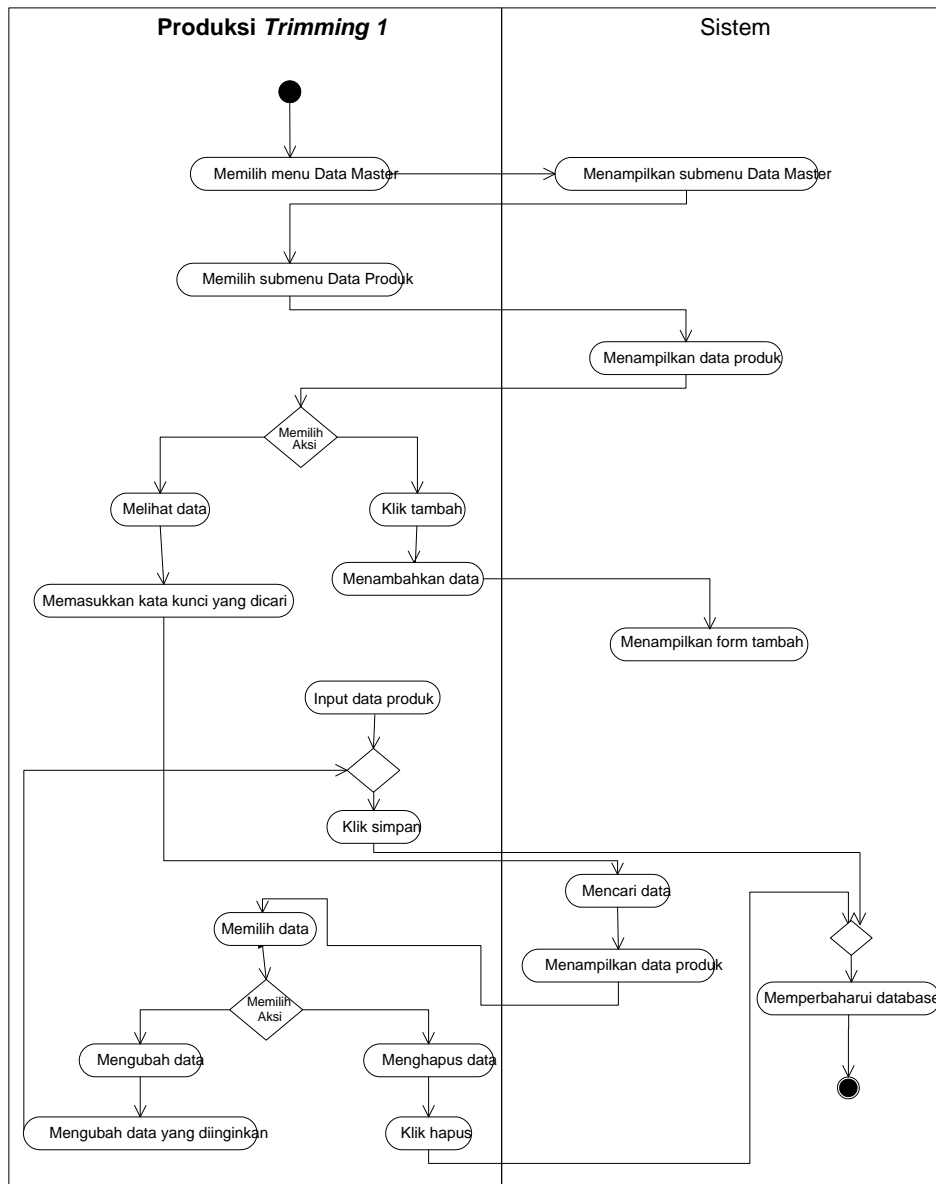 Produksi Trimming 1
Sistem
Memilih menu Data Master
Menampilkan submenu Data Master
Memilih submenu Data Produk
Menampilkan data produk
Memilih
Aksi
Melihat data
Klik tambah
Menambahkan data
Memasukkan kata kunci yang dicari
Menampilkan form tambah
Input data produk
Klik simpan
Mencari data
Memilih data
Menampilkan data produk
Memilih
Aksi
Memperbaharui database
Mengubah data
Menghapus data
Mengubah data yang diinginkan
Klik hapus